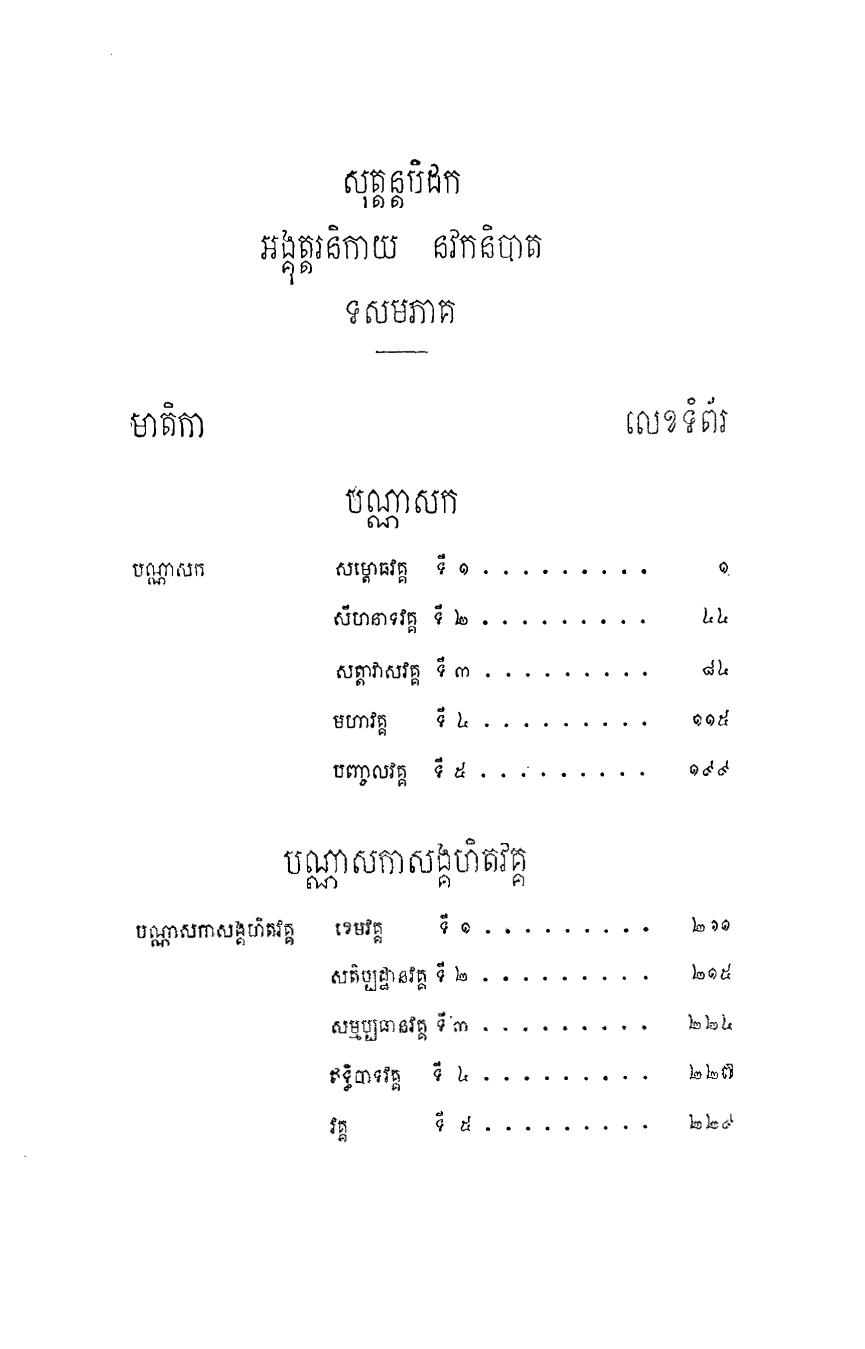 សុត្តន្តបិដក
អង្គុត្តរនិកាយ នវកនិបាត
ទសមភាគ
មាតិកា លេខទំព័រ
បណ្ណាសក
បណ្ណាសក សម្ពោធវគ្គ ទី ១ . . . . . . . . . ១
សីហនាទវគ្គ ទី ២ . . . . . . . . . ៤៤
សត្តាវាសវគ្គ ទី ៣ . . . . . . . . . ៨៤
មហាវគ្គ ទី ៤ . . . . . . . . . ១១៥
បញ្ចាលវគ្គ ទី ៥ . . . . . . . . . ១៩៩
បណ្ណាសកាសង្គហិតវគ្គ
បណ្ណាសកាសង្គហិតវគ្គ ខេមវគ្គ ទី ១ . . . . . . . . . ២១១
សតិប្បដ្ឋានវគ្គ ទី ២ . . . . . . . . . ២១៥
សម្មប្បធានវគ្គ ទី ៣ . . . . . . . . . ២២៤
ឥទ្ធិបាទវគ្គ ទី ៤ . . . . . . . . . ២២៧
វគ្គ ទី ៥ . . . . . . . . . ២២៩